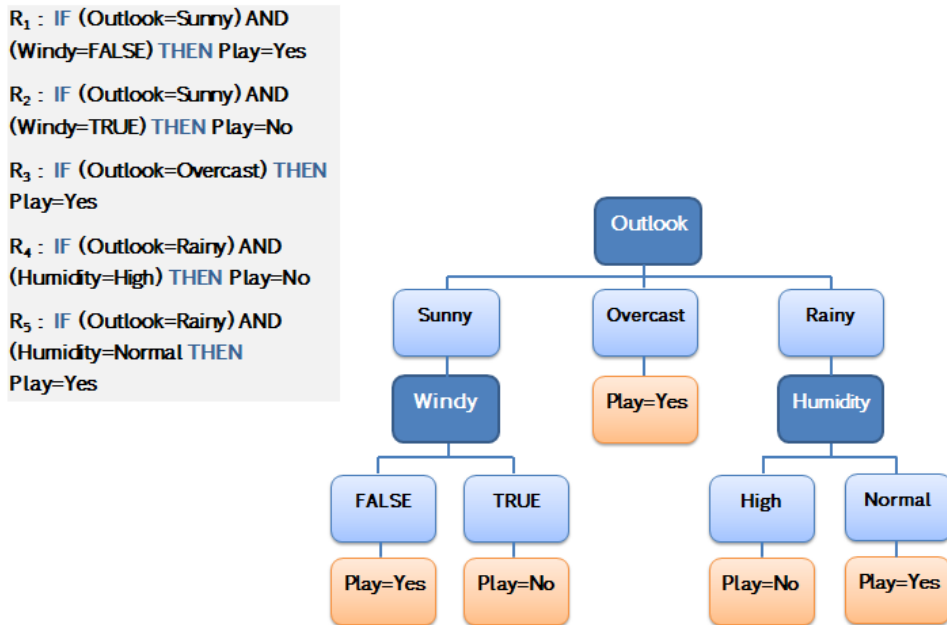 R₁ : IF (Outlook=Sunny) AND
(Windy=FALSE) THEN Play=Yes
R₂ : IF (Outlook=Sunny) AND
(Windy=TRUE) THEN Play=No
R₃ : IF (Outlook=Overcast) THEN
Play=Yes
R₄ : IF (Outlook=Rainy) AND
(Humidity=High) THEN Play=No
R₅ : IF (Outlook=Rainy) AND
(Humidity=Normal THEN
Play=Yes
Outlook
Sunny
Overcast
Rainy
Windy
Play=Yes
Humidity
FALSE
TRUE
High
Normal
Play=Yes
Play=No
Play=No
Play=Yes